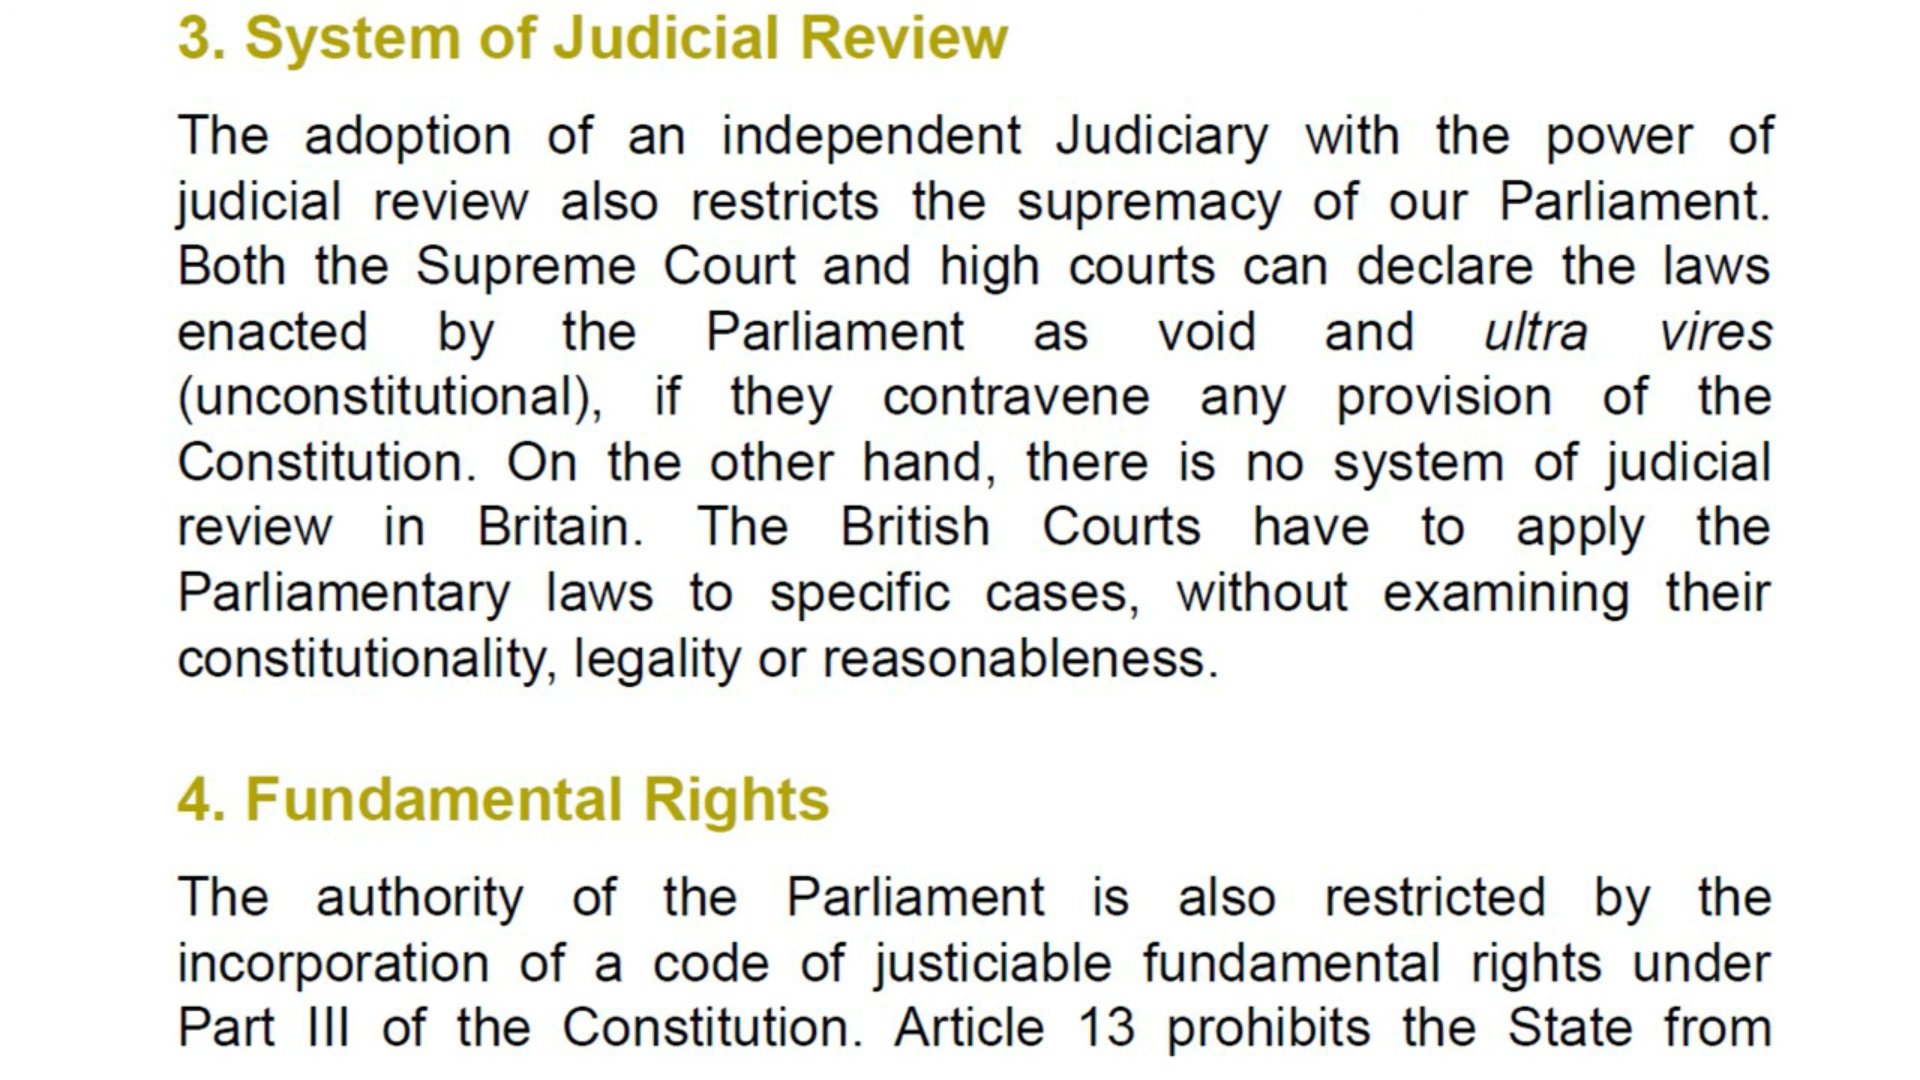 3. System of Judicial Review
The adoption of an independent Judiciary with the power of
judicial review also restricts the supremacy of our Parliament.
Both the Supreme Court and high courts can declare the laws
enacted by the Parliament as void and ultra vires
(unconstitutional), if they contravene any provision of the
Constitution. On the other hand, there is no system of judicial
review in Britain. The British Courts have to apply the
Parliamentary laws to specific cases, without examining their
constitutionality, legality or reasonableness.
4. Fundamental Rights
The authority of the Parliament is also restricted by the
incorporation of a code of justiciable fundamental rights under
Part III of the Constitution. Article 13 prohibits the State from